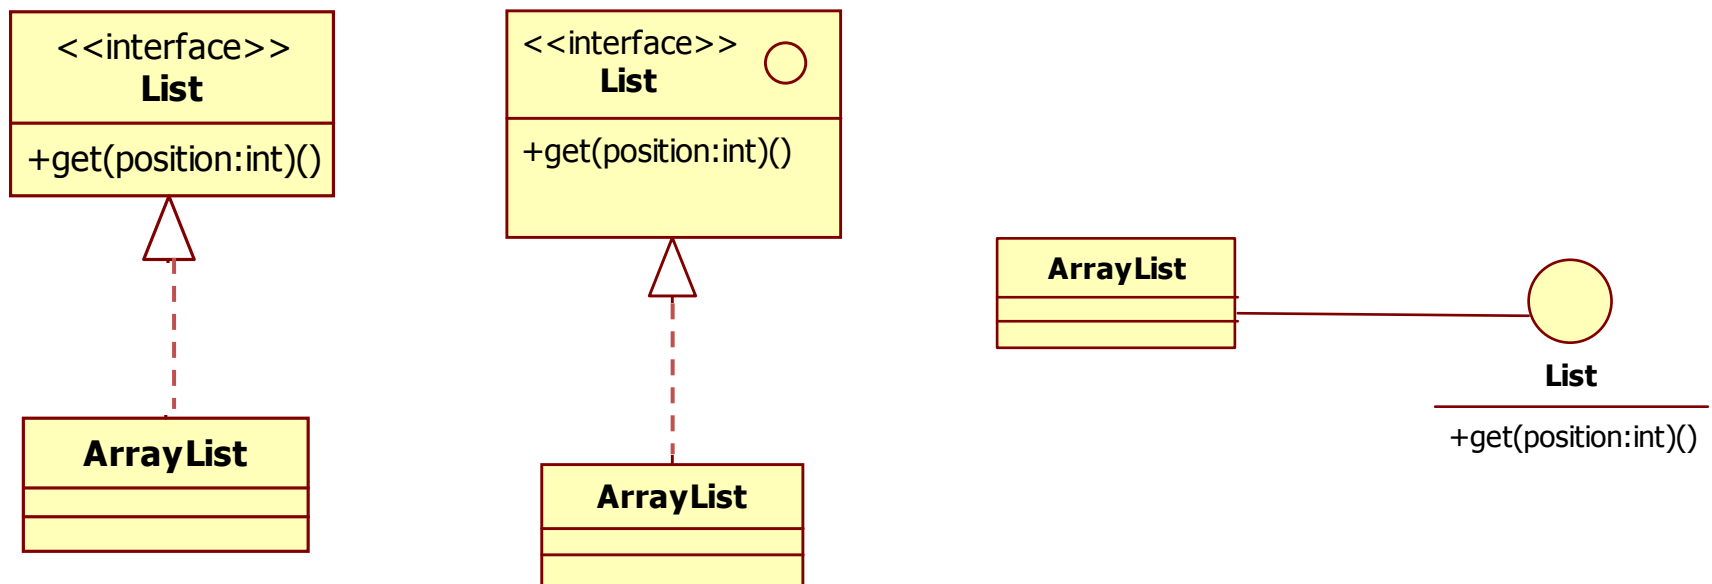 <<interface>>
List
+get(position:int)()
ArrayList
<<interface>>
List
+get(position:int)()
ArrayList
ArrayList
List
+get(position:int)()